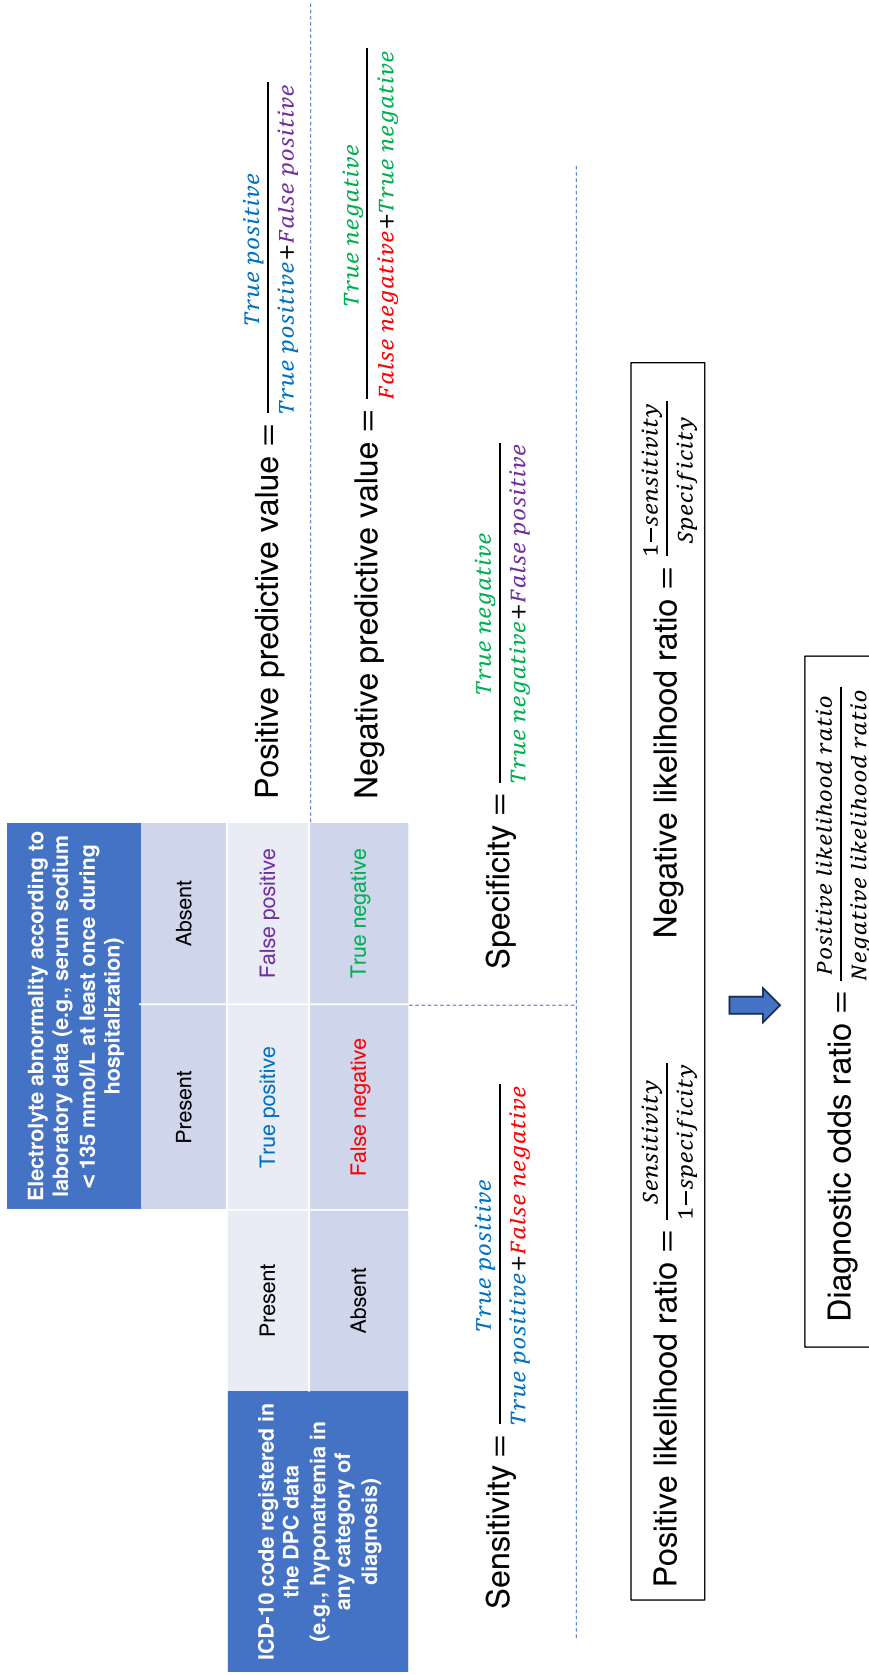 Electrolyte abnormality according to
laboratory data (e.g., serum sodium
< 135 mmol/L at least once during
hospitalization)
Present
Absent
ICD-10 code registered in
the DPC data
(e.g., hyponatremia in
any category of
diagnosis)
Present
True positive
False positive
Absent
False negative
True negative
Positive predictive value =
True positive
True positive+False positive
Negative predictive value =
True negative
False negative+True negative
Sensitivity =
True positive
True positive+False negative
Specificity =
True negative
True negative+False positive
Positive likelihood ratio =
Sensitivity
1−specificity
Negative likelihood ratio =
1−sensitivity
Specificity
Diagnostic odds ratio =
Positive likelihood ratio
Negative likelihood ratio